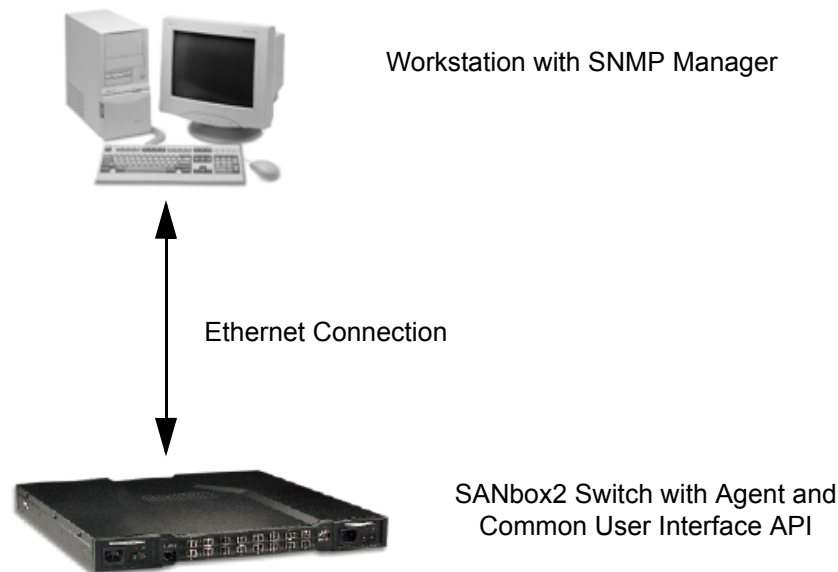 Workstation with SNMP Manager
Ethernet Connection
SANbox2 Switch with Agent and
Common User Interface API